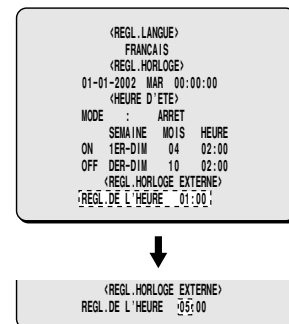 <REGL.LANGUE>
FRANCAIS
<REGL.HORLOGE>
01-01-2002 MAR 00:00:00
<HEURE D'ETE>
MODE : ARRET
SEMAINE MOIS HEURE
ON 1ER-DIM 04 02:00
OFF DER-DIM 10 02:00
<REGL.HORLOGE EXTERNE>
REGL.DE L'HEURE 01:00
<REGL.HORLOGE EXTERNE>
REGL.DE L'HEURE 05:00